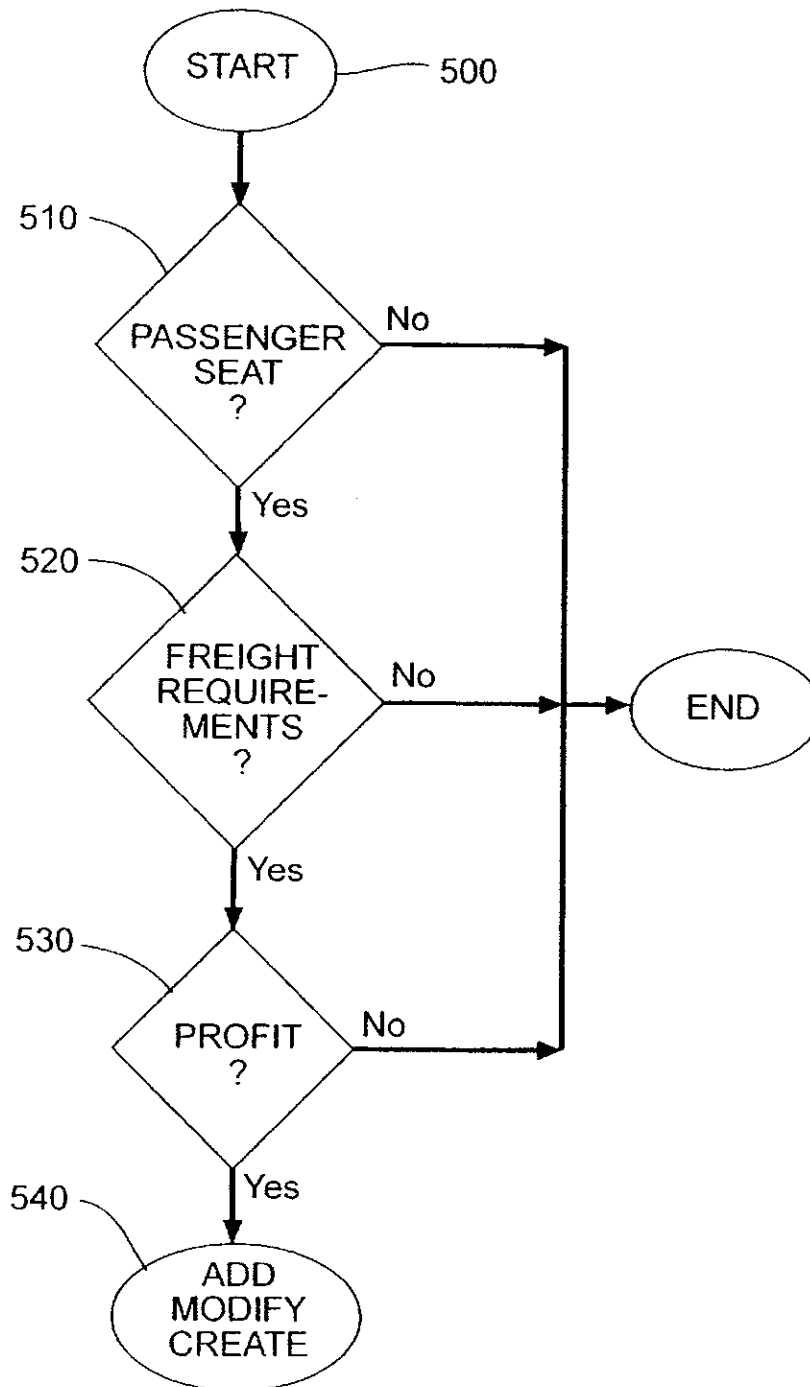 START
500
510
PASSENGER
SEAT
?
No
Yes
520
FREIGHT
REQUIRE-
MENTS
?
No
END
Yes
530
PROFIT
?
No
Yes
540
ADD
MODIFY
CREATE